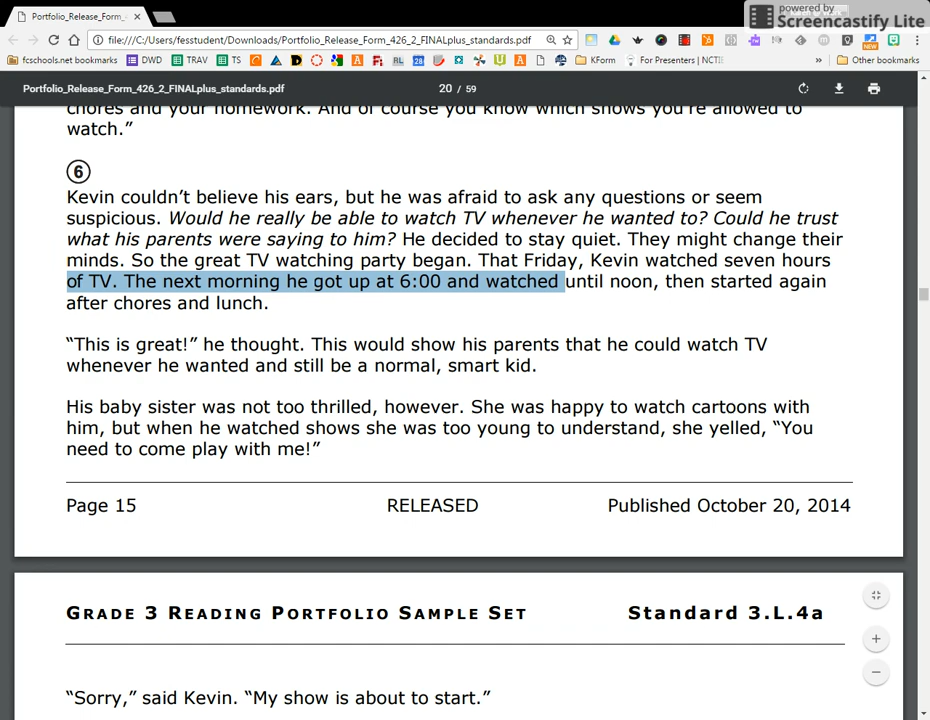 Portfolio_Release_Form_
powered by
Screencastify Lite
file:///C:/Users/fesstudent/Downloads/Portfolio_Release_Form_426_2_FINALplus_standards.pdf
fcschools.net bookmarks DWD TRAV TS KForm For Presenters | NCTI » Other bookmarks
Portfolio_Release_Form_426_2_FINALplus_standards.pdf 20 / 59
chores and your homework. And of course you know which shows you're allowed to
watch.”
6
Kevin couldn’t believe his ears, but he was afraid to ask any questions or seem
suspicious. Would he really be able to watch TV whenever he wanted to? Could he trust
what his parents were saying to him? He decided to stay quiet. They might change their
minds. So the great TV watching party began. That Friday, Kevin watched seven hours
of TV. The next morning he got up at 6:00 and watched until noon, then started again
after chores and lunch.
“This is great!” he thought. This would show his parents that he could watch TV
whenever he wanted and still be a normal, smart kid.
His baby sister was not too thrilled, however. She was happy to watch cartoons with
him, but when he watched shows she was too young to understand, she yelled, “You
need to come play with me!”
Page 15 RELEASED Published October 20, 2014
GRADE 3 READING PORTFOLIO SAMPLE SET Standard 3.L.4a
“Sorry,” said Kevin. “My show is about to start.”